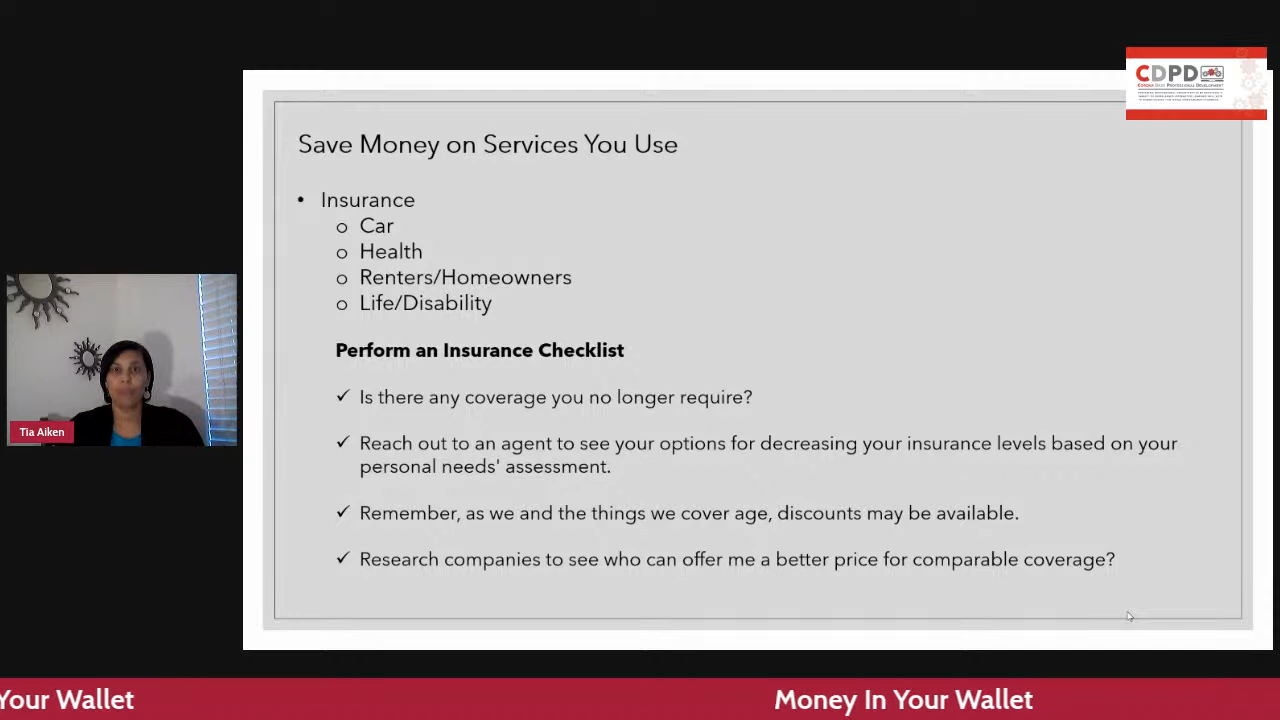 CDPD
CORONA DAZE PROFESSIONAL DEVELOPMENT
Save Money on Services You Use
• Insurance
o Car
o Health
o Renters/Homeowners
o Life/Disability
Perform an Insurance Checklist
✓ Is there any coverage you no longer require?
✓ Reach out to an agent to see your options for decreasing your insurance levels based on your
personal needs' assessment.
✓ Remember, as we and the things we cover age, discounts may be available.
✓ Research companies to see who can offer me a better price for comparable coverage?
Tia Aiken
Your Wallet
Money In Your Wallet